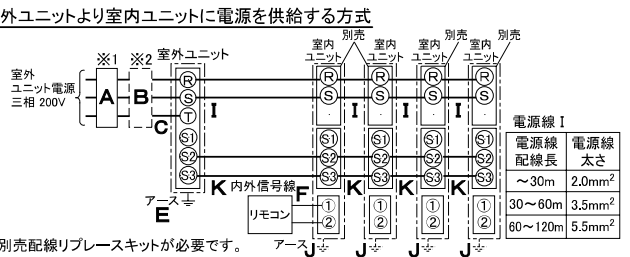 外ユニットより室内ユニットに電源を供給する方式
※1 ※2 室外ユニット
室内ユニット 別売 室内ユニット 室内ユニット 別売 室内ユニット 別売
室外
ユニット電源
三相 200V
A B C
R S T S1 S2 S3
I I I I
R S S1 S2 S3 ① ②
R S S1 S2 S3 ① ②
R S S1 S2 S3 ① ②
R S S1 S2 S3 ① ②
K 内外信号線 F K K K
アース
E
リモコン
アース J J J J
電源線 I
電源線配線長 電源線太さ
～30m 2.0mm²
30～60m 3.5mm²
60～120m 5.5mm²
別売配線リプレースキットが必要です。